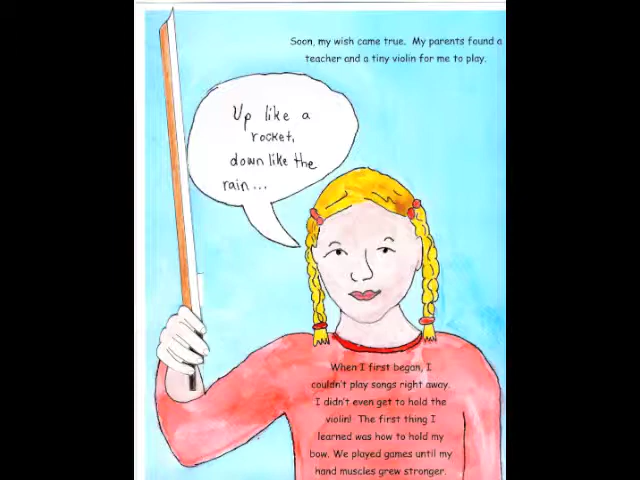 Soon, my wish came true. My parents found a
teacher and a tiny violin for me to play.
Up like a
rocket,
down like the
rain...
When I first began, I
couldn't play songs right away.
I didn't even get to hold the
violin! The first thing I
learned was how to hold my
bow. We played games until my
hand muscles grew stronger.